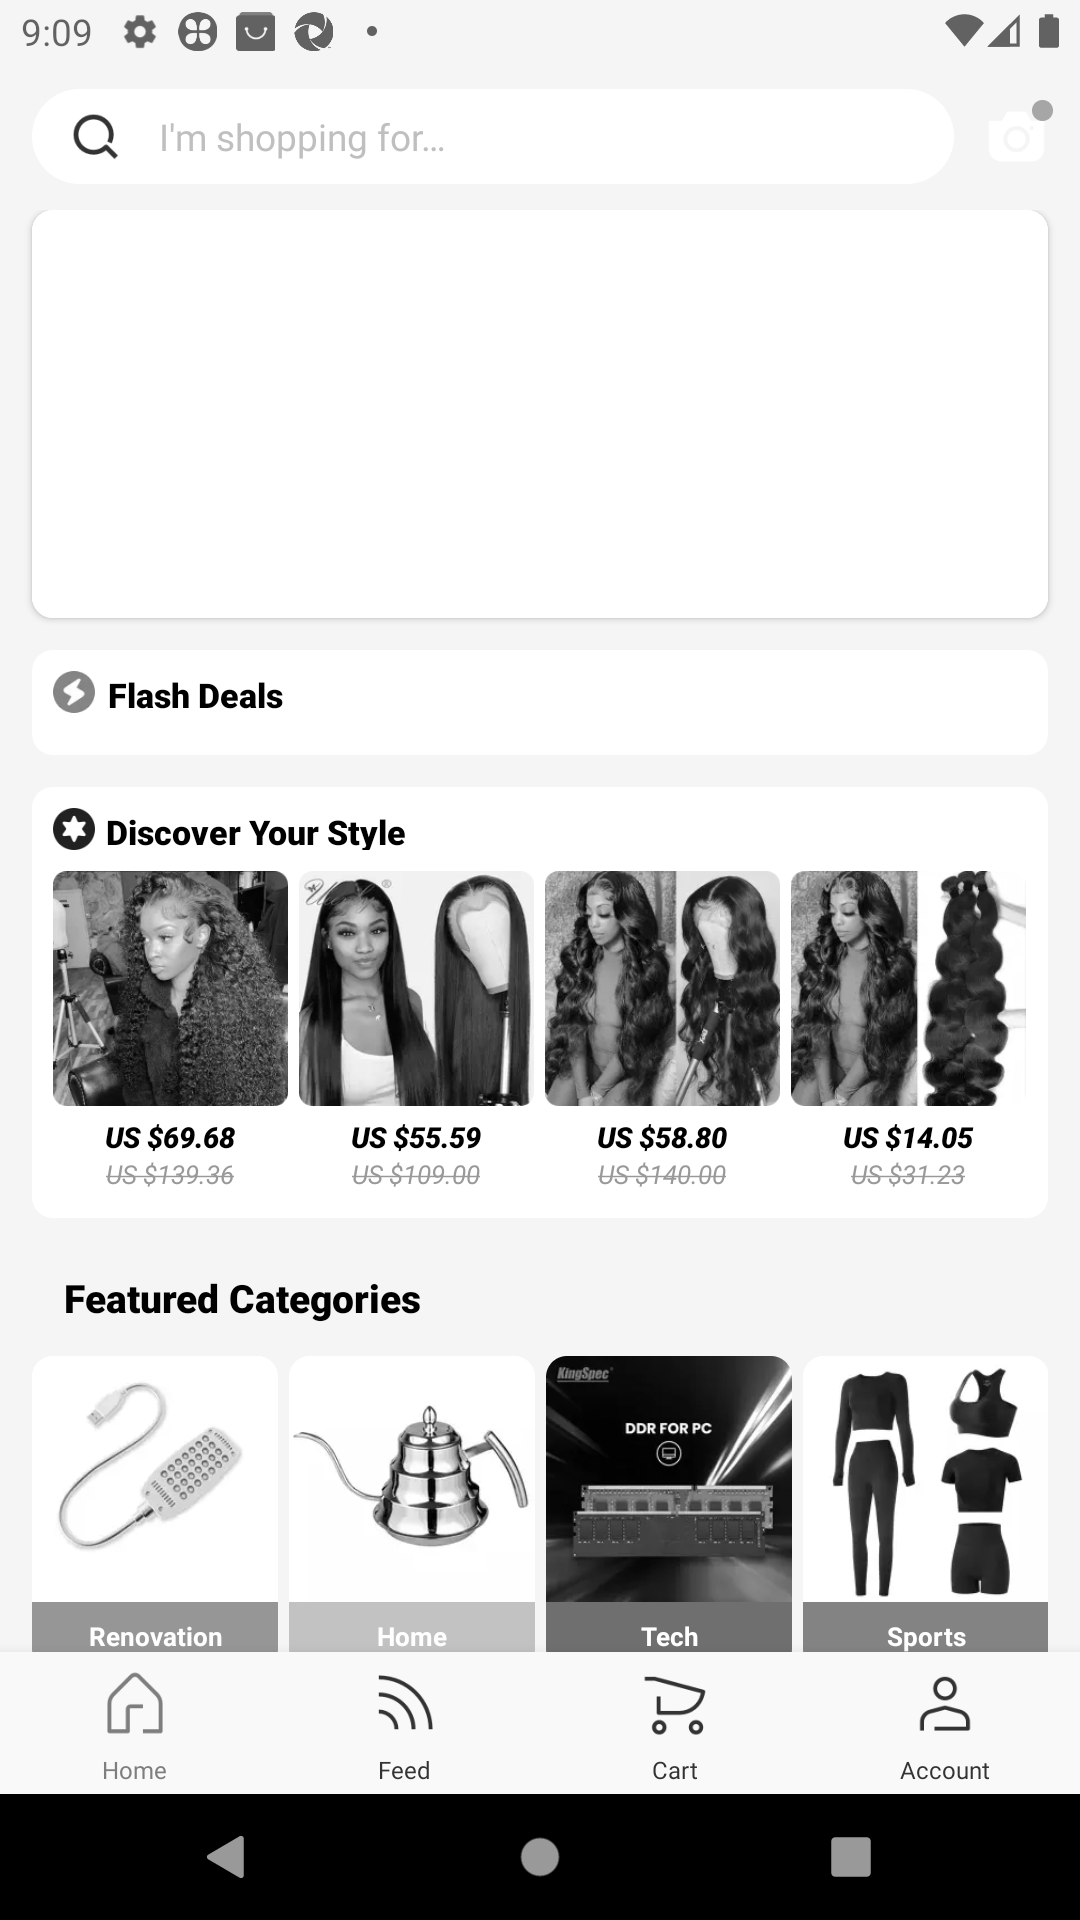 9:09
I'm shopping for...
Flash Deals
Discover Your Style
US $69.68
US $139.36
US $55.59
US $109.00
US $58.80
US $140.00
US $14.05
US $31.23
Featured Categories
KingSpec
DDR FOR PC
Renovation
Home
Tech
Sports
Home
Feed
Cart
Account